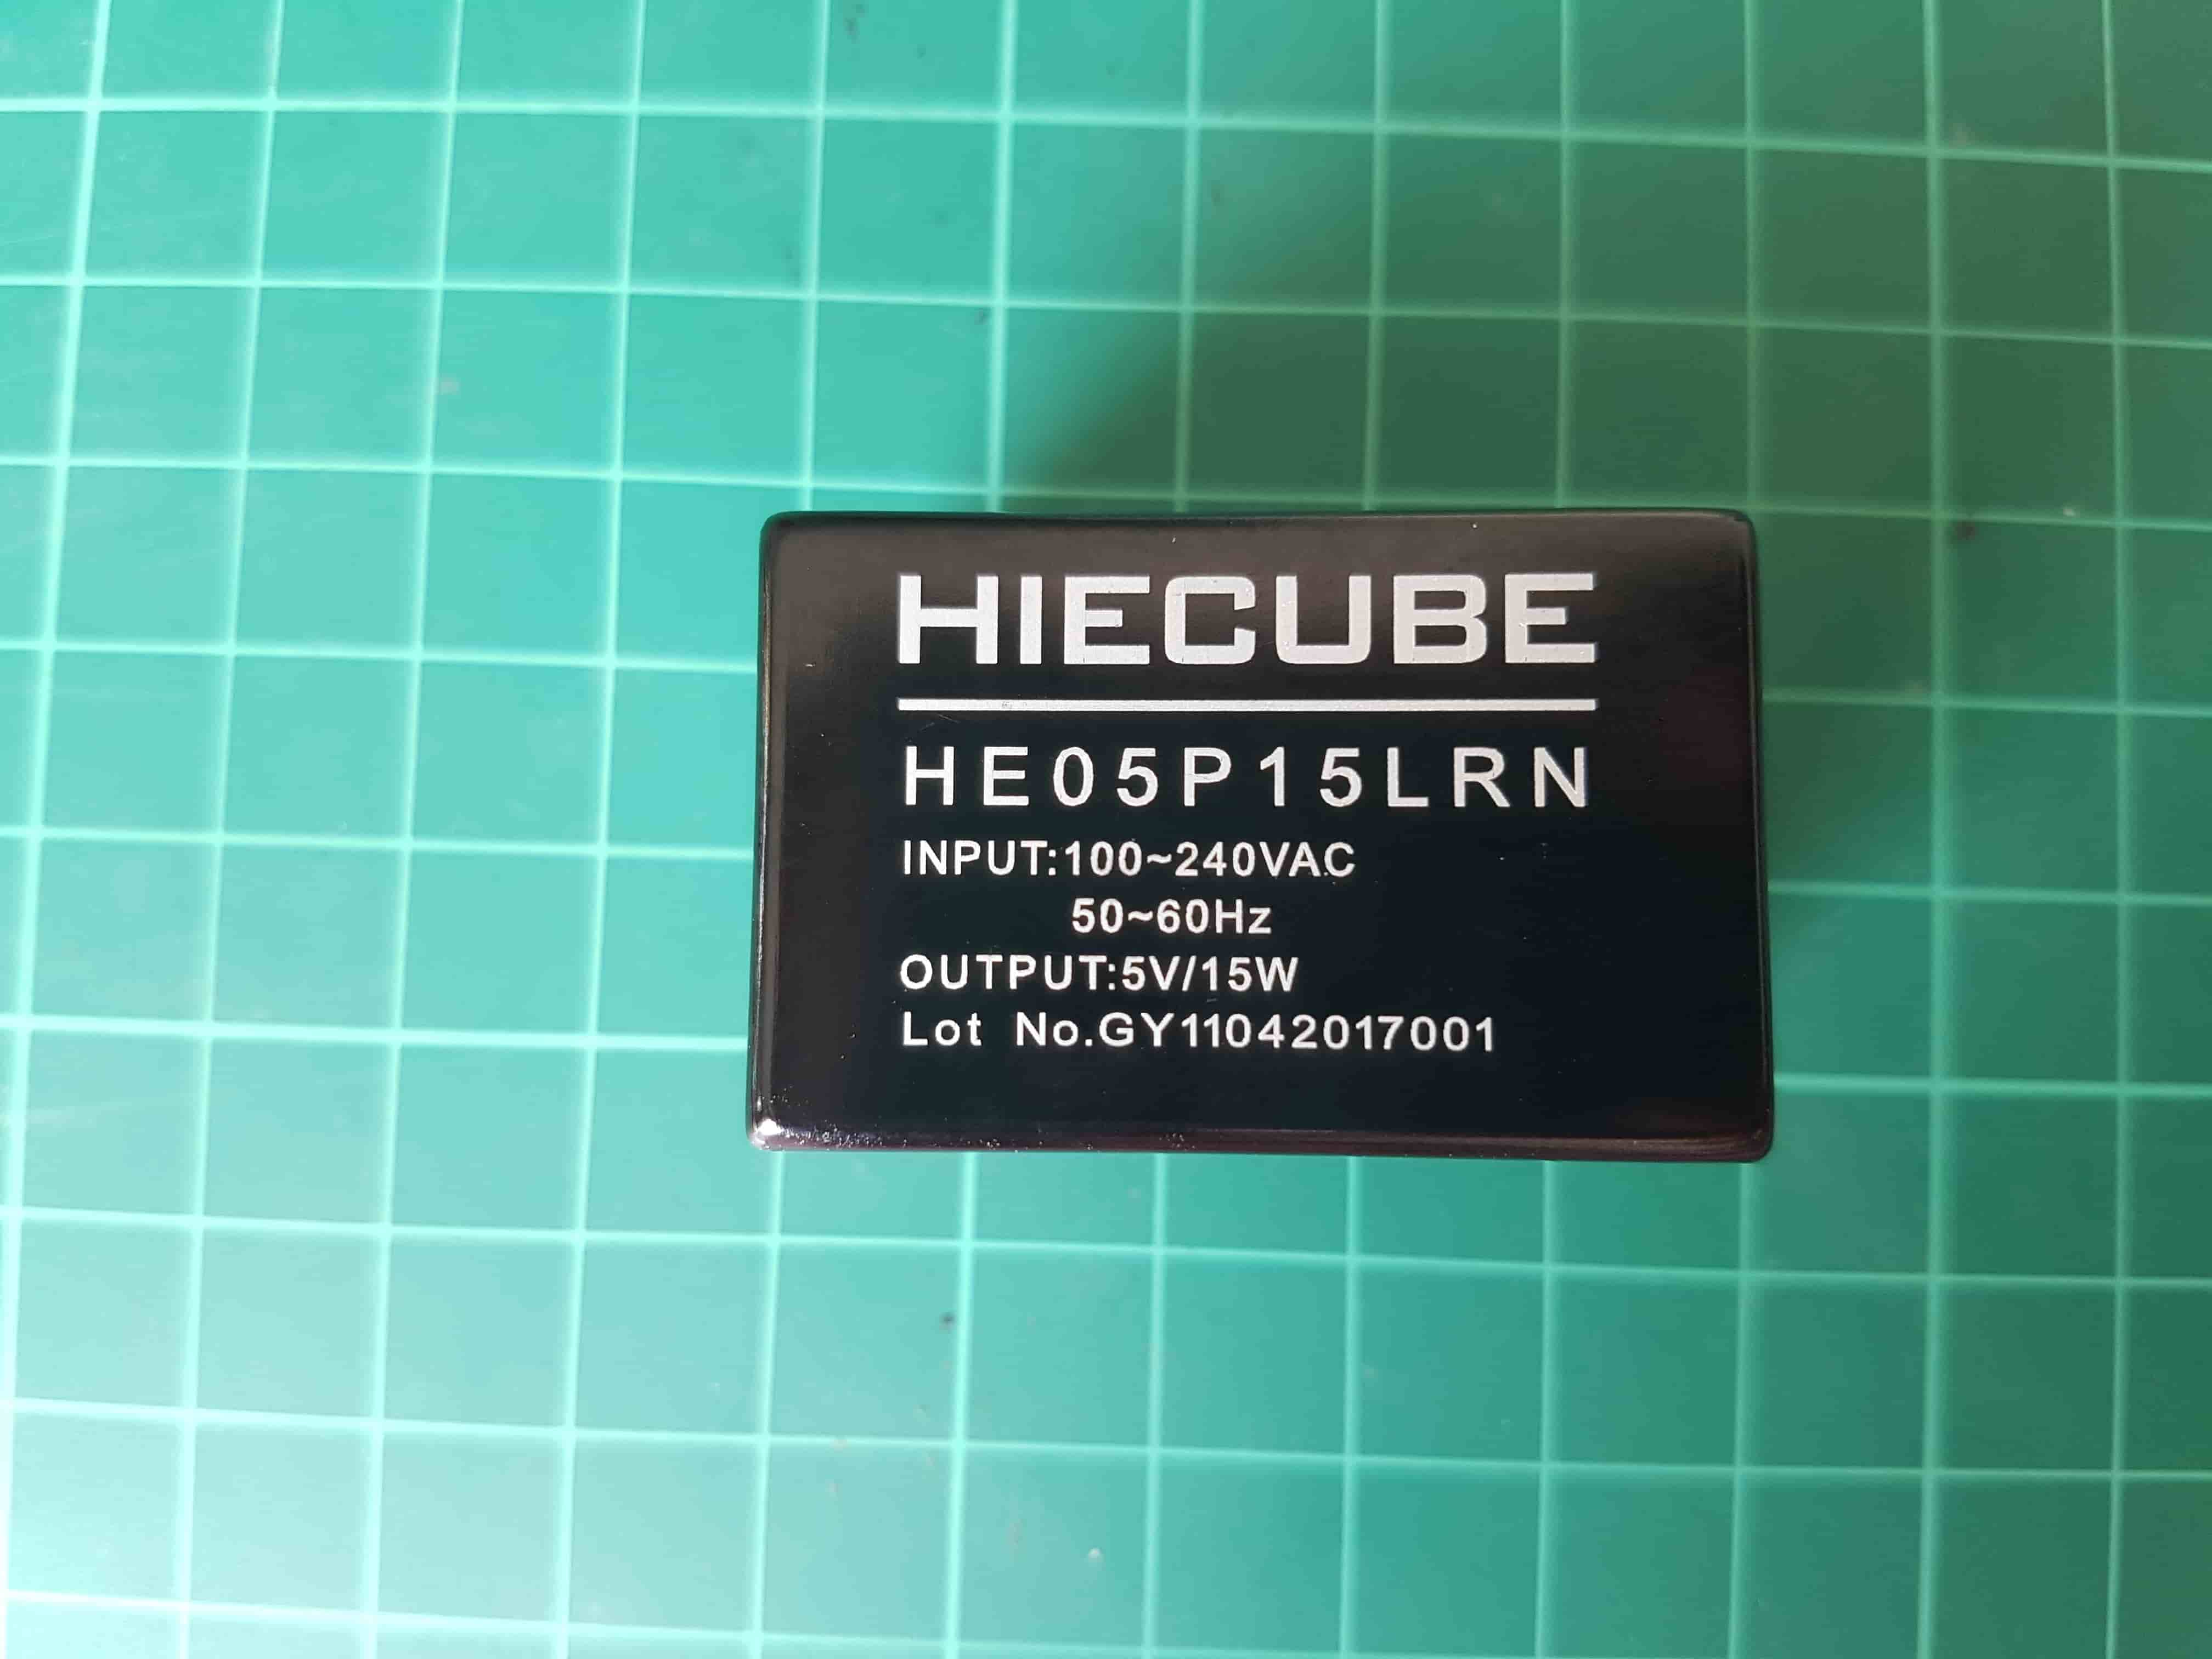 HIECUBE
HE05P15LRN
INPUT:100~240VAC
50~60Hz
OUTPUT:5V/15W
Lot No.GY11042017001